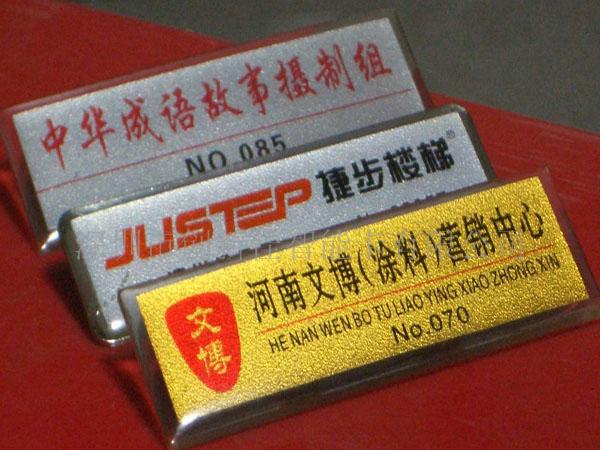 中华成语故事摄制组
NO.085
JUSTEP 捷步楼梯®
文博
河南文博(涂料)营销中心
HE NAN WEN BO TU LIAO YING XIAO ZHONG XIN
No.070